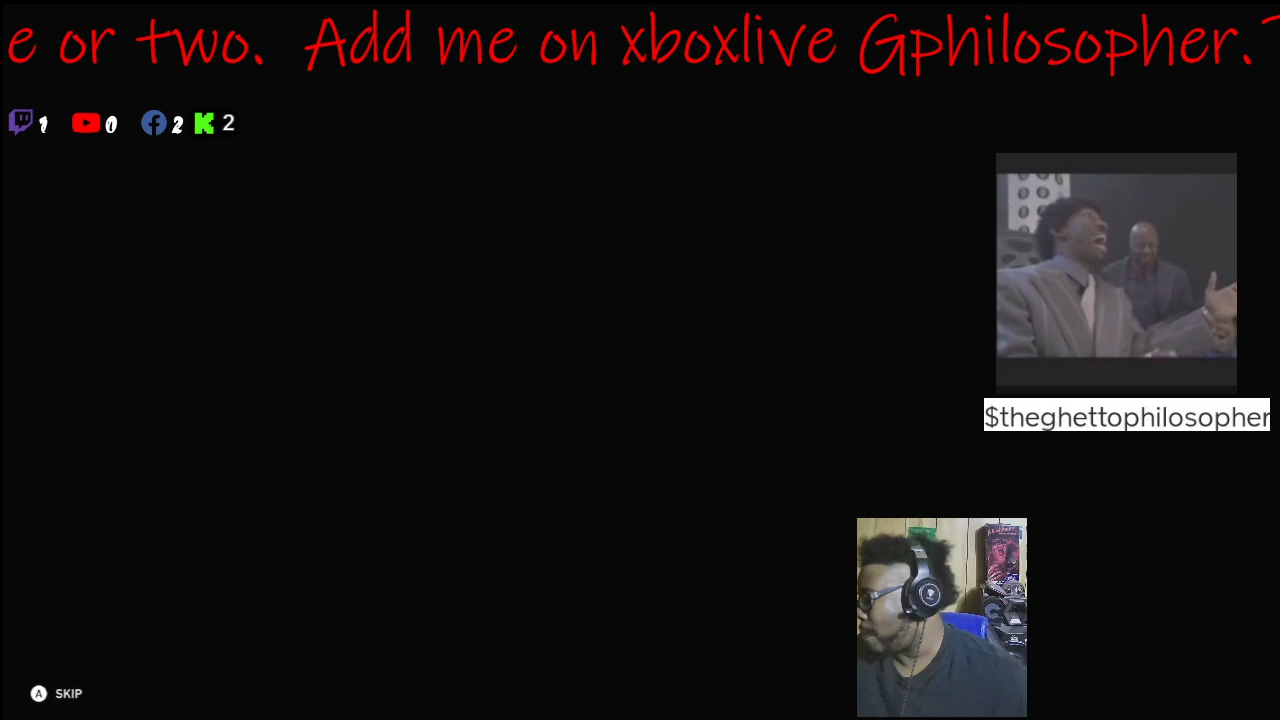 e or two. Add me on xboxlive Gphilosopher.
1 0 2 K 2
$theghettophilosopher
A SKIP